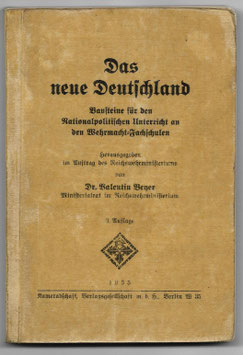 Das
neue Deutschland
Bausteine für den
Nationalpolitischen Unterricht an
den Wehrmacht-Fachschulen
Herausgegeben
im Auftrag des Reichswehrministeriums
von
Dr. Valentin Beyer
Ministerialrat im Reichswehrministerium
3. Auflage
1935
Kameradschaft, Verlagsgesellschaft m. b. H., Berlin W 35